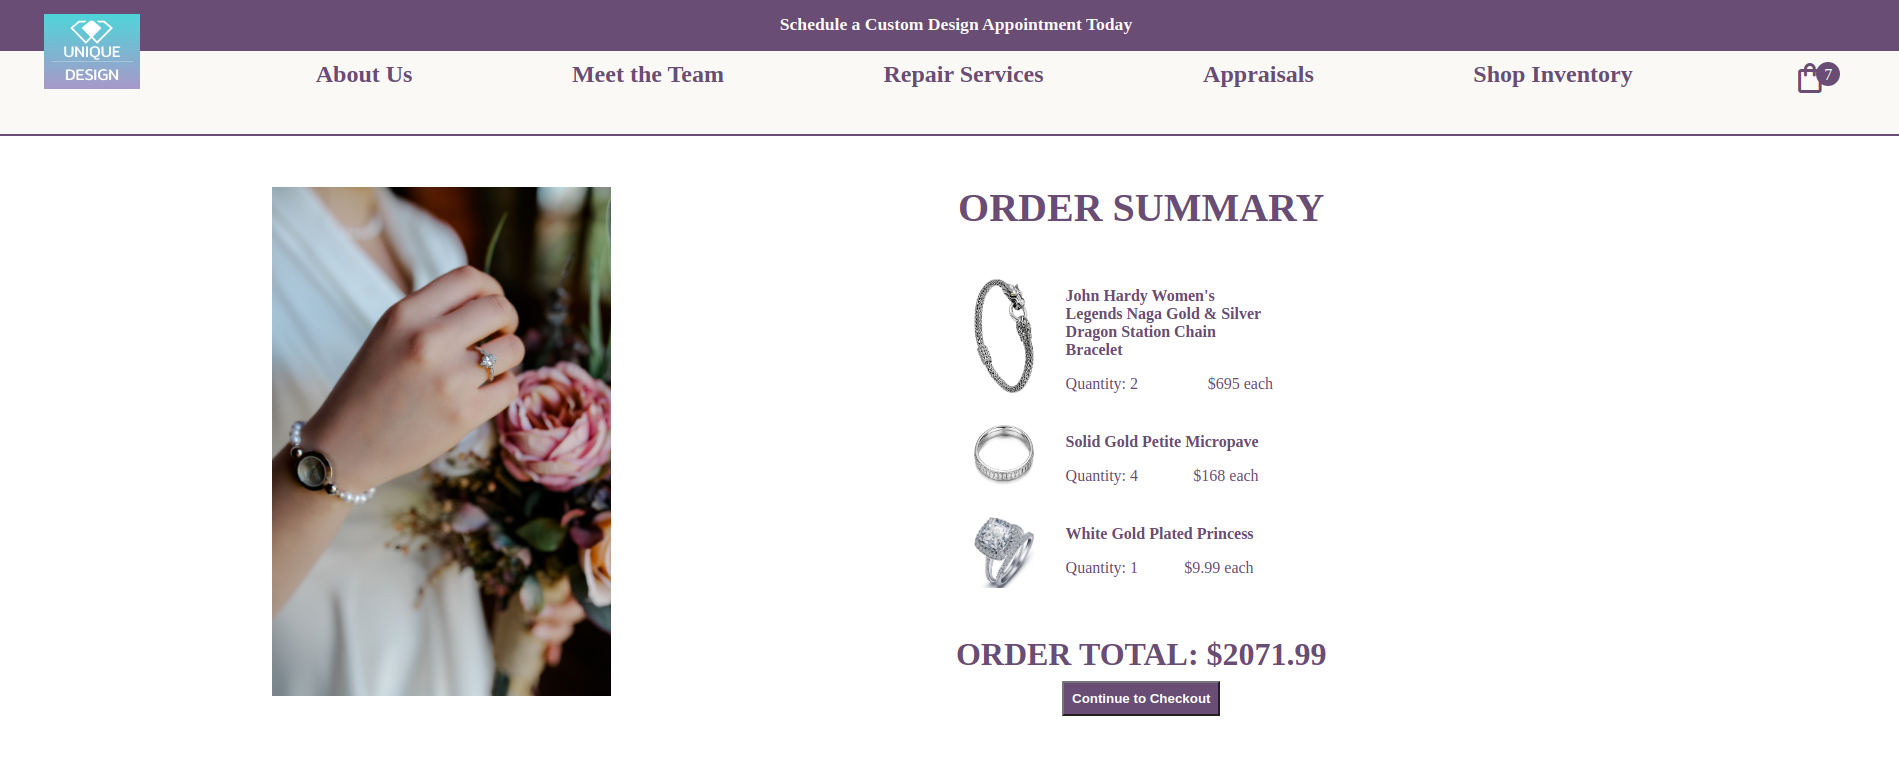 Schedule a Custom Design Appointment Today
UNIQUE
DESIGN
About Us
Meet the Team
Repair Services
Appraisals
Shop Inventory
7
ORDER SUMMARY
John Hardy Women's
Legends Naga Gold & Silver
Dragon Station Chain
Bracelet
Quantity: 2
$695 each
Solid Gold Petite Micropave
Quantity: 4
$168 each
White Gold Plated Princess
Quantity: 1
$9.99 each
ORDER TOTAL: $2071.99
Continue to Checkout